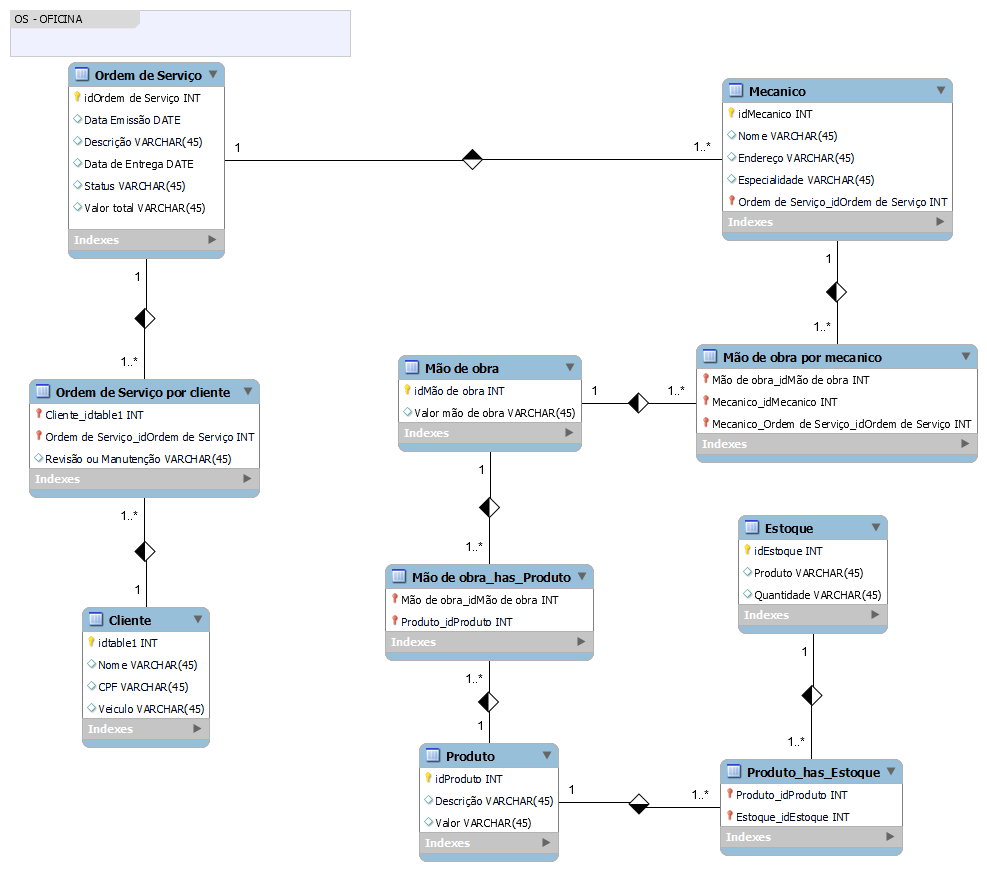 OS - OFICINA
Ordem de Serviço
idOrdem de Serviço INT
Data Emissão DATE
Descrição VARCHAR(45)
Data de Entrega DATE
Status VARCHAR(45)
Valor total VARCHAR(45)
Indexes
1
1..*
Mecanico
idMecanico INT
Nome VARCHAR(45)
Endereço VARCHAR(45)
Especialidade VARCHAR(45)
Ordem de Serviço_idOrdem de Serviço INT
Indexes
1
1..*
1
1..*
Ordem de Serviço por cliente
Cliente_idtable1 INT
Ordem de Serviço_idOrdem de Serviço INT
Revisão ou Manutenção VARCHAR(45)
Indexes
Mão de obra
idMão de obra INT
Valor mão de obra VARCHAR(45)
Indexes
1
1..*
Mão de obra por mecanico
Mão de obra_idMão de obra INT
Mecanico_idMecanico INT
Mecanico_Ordem de Serviço_idOrdem de Serviço INT
Indexes
1..*
1
1
1..*
Cliente
idtable1 INT
Nome VARCHAR(45)
CPF VARCHAR(45)
Veiculo VARCHAR(45)
Indexes
Mão de obra_has_Produto
Mão de obra_idMão de obra INT
Produto_idProduto INT
Indexes
Estoque
idEstoque INT
Produto VARCHAR(45)
Quantidade VARCHAR(45)
Indexes
1..*
1
1
1..*
Produto
idProduto INT
Descrição VARCHAR(45)
Valor VARCHAR(45)
Indexes
1
1..*
Produto_has_Estoque
Produto_idProduto INT
Estoque_idEstoque INT
Indexes